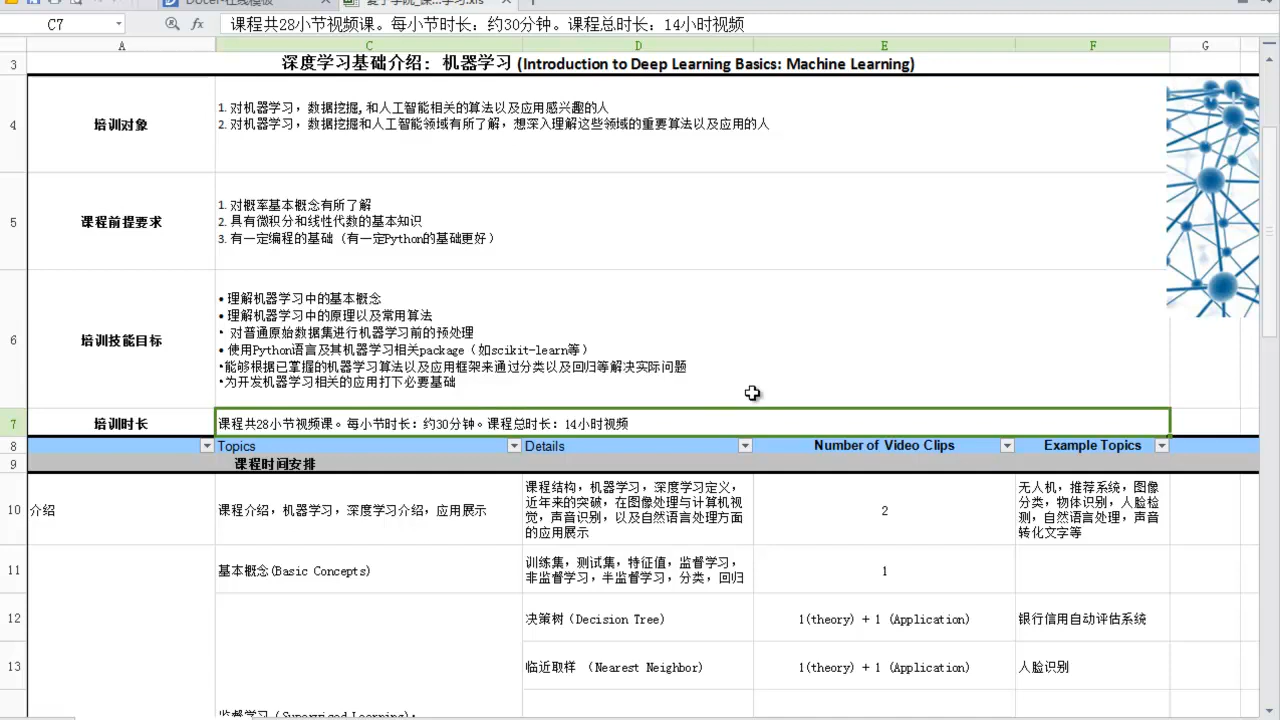 C7
fx
课程共28小节视频课。每小节时长：约30分钟。课程总时长：14小时视频
A C D E F G
3 深度学习基础介绍：机器学习 (Introduction to Deep Learning Basics: Machine Learning)
4 培训对象
1. 对机器学习，数据挖掘, 和人工智能相关的算法以及应用感兴趣的人
2. 对机器学习，数据挖掘和人工智能领域有所了解，想深入理解这些领域的重要算法以及应用的人
5 课程前提要求
1. 对概率基本概念有所了解
2. 具有微积分和线性代数的基本知识
3. 有一定编程的基础（有一定Python的基础更好）
6 培训技能目标
• 理解机器学习中的基本概念
• 理解机器学习中的原理以及常用算法
• 对普通原始数据集进行机器学习前的预处理
• 使用Python语言及其机器学习相关package（如scikit-learn等）
•能够根据已掌握的机器学习算法以及应用框架来通过分类以及回归等解决实际问题
•为开发机器学习相关的应用打下必要基础
7 培训时长 课程共28小节视频课。每小节时长：约30分钟。课程总时长：14小时视频
8 Topics Details Number of Video Clips Example Topics
9 课程时间安排
10 介绍 课程介绍，机器学习，深度学习介绍，应用展示
课程结构，机器学习，深度学习定义，
近年来的突破，在图像处理与计算机视
觉，声音识别，以及自然语言处理方面
的应用展示
2
无人机，推荐系统，图像
分类，物体识别，人脸检
测，自然语言处理，声音
转化文字等
11 基本概念(Basic Concepts)
训练集，测试集，特征值，监督学习，
非监督学习，半监督学习，分类，回归
1
12 决策树（Decision Tree) 1(theory) + 1 (Application) 银行信用自动评估系统
13 临近取样 （Nearest Neighbor) 1(theory) + 1 (Application) 人脸识别
监督学习（Supervised Learning):